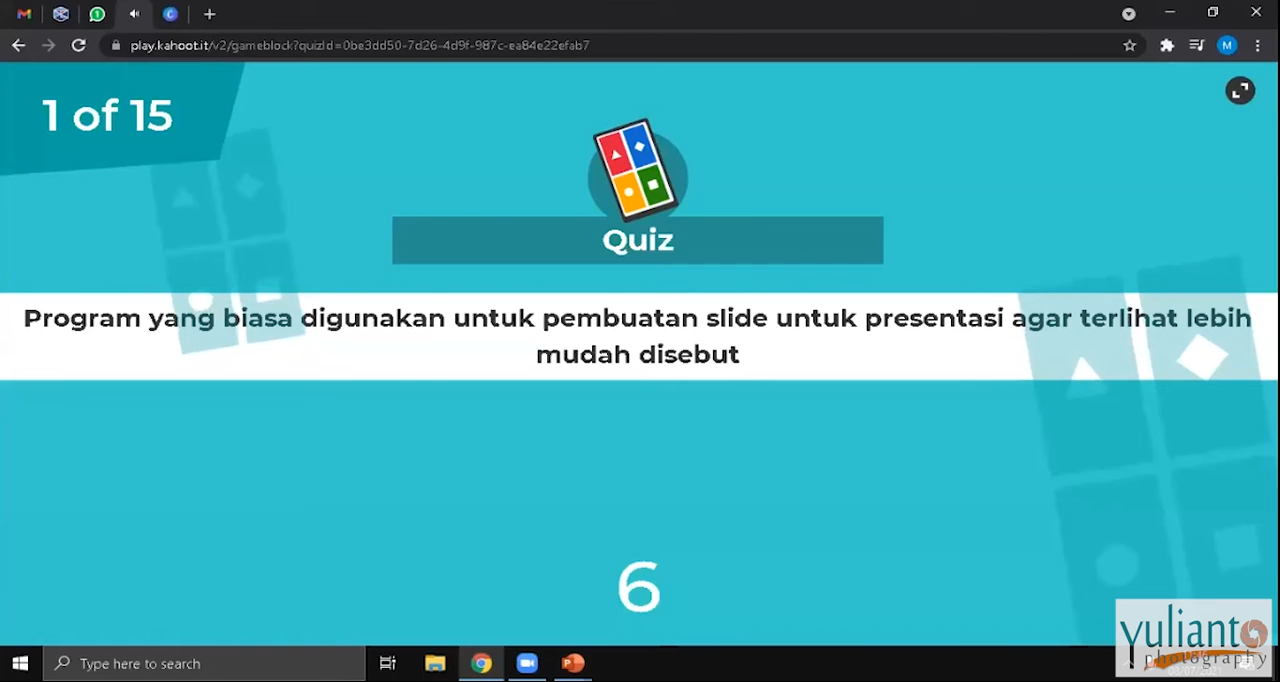 play.kahoot.it/v2/gameblock?quizId=0be3dd50-7d26-4d9f-987c-ea84e22efab7
M
1 of 15
Quiz
Program yang biasa digunakan untuk pembuatan slide untuk presentasi agar terlihat lebih
mudah disebut
6
yulianto
photography
Type here to search